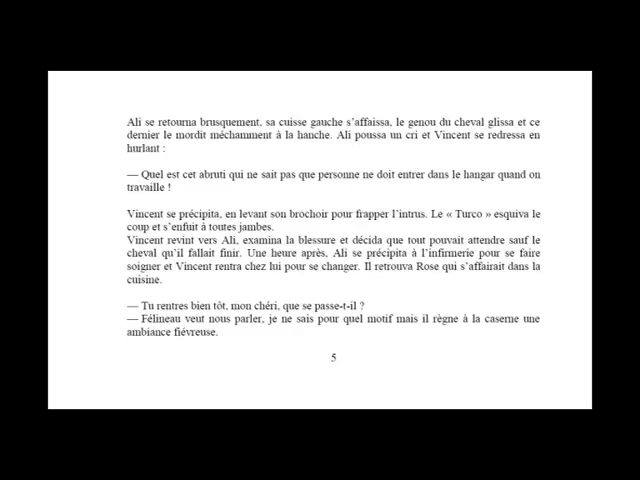 Ali se retourna brusquement, sa cuisse gauche s'affaissa, le genou du cheval glissa et ce
dernier le mordit méchamment à la hanche. Ali poussa un cri et Vincent se redressa en
hurlant :
— Quel est cet abruti qui ne sait pas que personne ne doit entrer dans le hangar quand on
travaille !
Vincent se précipita, en levant son brochoir pour frapper l'intrus. Le « Turco » esquiva le
coup et s'enfuit à toutes jambes.
Vincent revint vers Ali, examina la blessure et décida que tout pouvait attendre sauf le
cheval qu'il fallait finir. Une heure après, Ali se précipita à l'infirmerie pour se faire
soigner et Vincent rentra chez lui pour se changer. Il retrouva Rose qui s'affairait dans la
cuisine.
— Tu rentres bien tôt, mon chéri, que se passe-t-il ?
— Félineau veut nous parler, je ne sais pour quel motif mais il règne à la caserne une
ambiance fiévreuse.
5